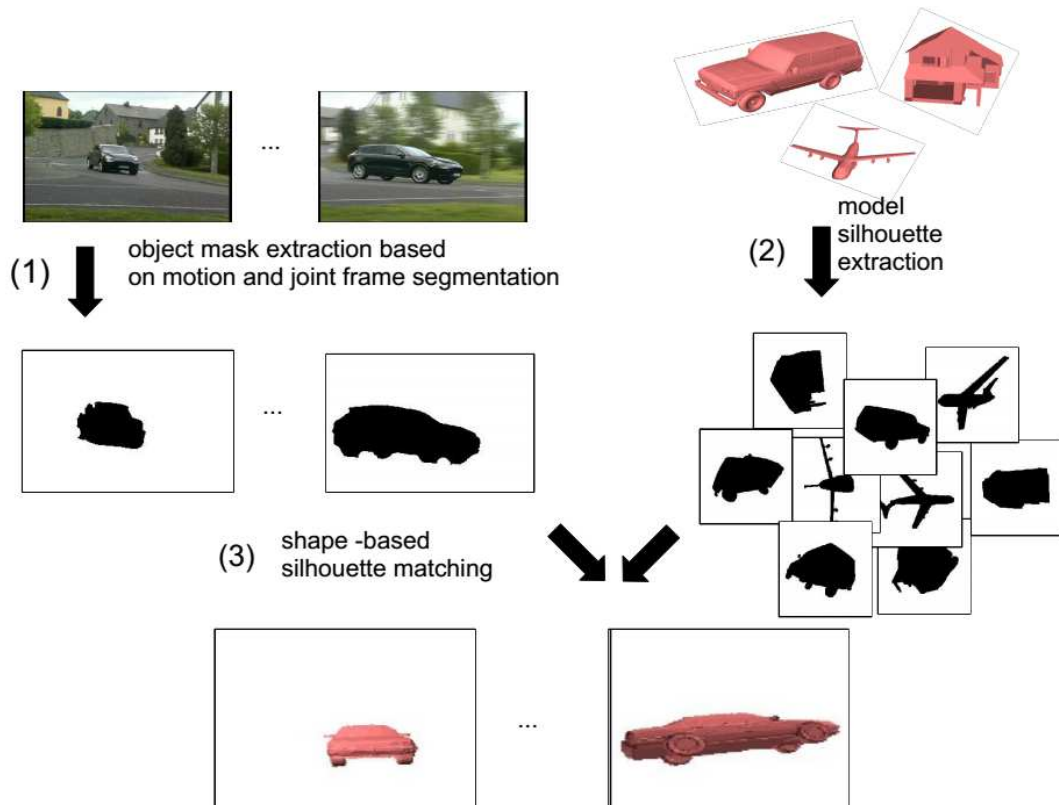 ...
(1)
object mask extraction based
on motion and joint frame segmentation
(2)
model
silhouette
extraction
...
(3)
shape -based
silhouette matching
...